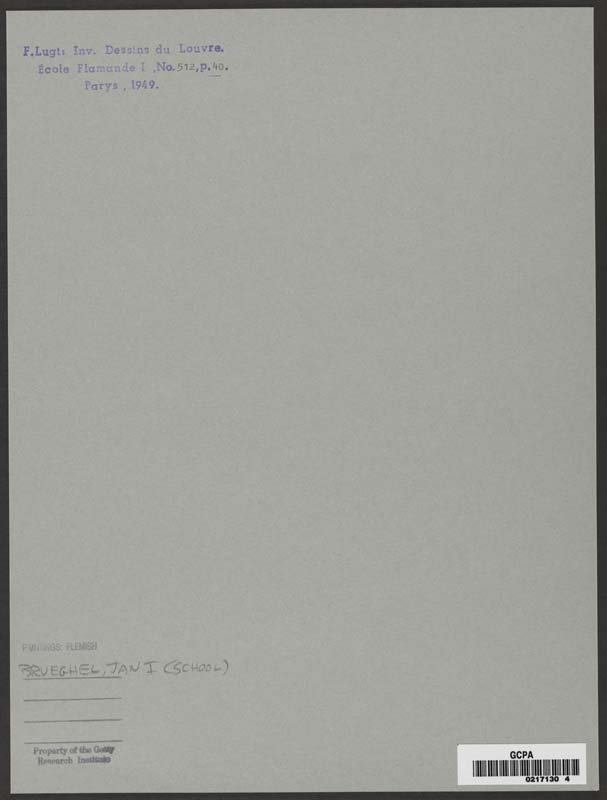 F.Lugt: Inv. Dessins du Louvre.
École Flamande I ,No.512,p.40.
Parys , 1949.
PAINTINGS: FLEMISH
BRUEGHEL, JAN I (SCHOOL)
Property of the Getty
Research Institute
GCPA
0217130 4